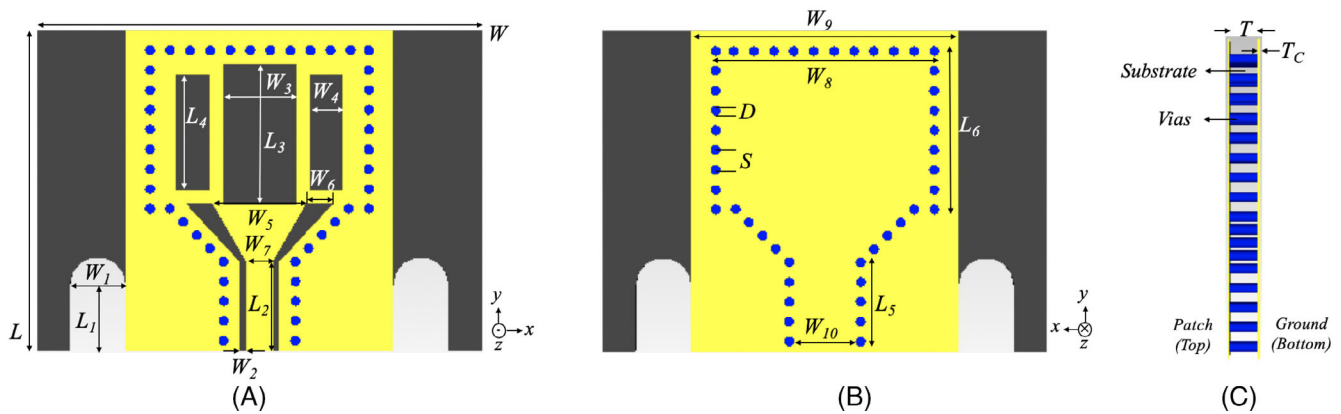 W
W3
W4
L4
L3
W6
W5
W7
W1
L2
L1
L
W2
y
x
z
(A)
W9
W8
D
L6
S
L5
W10
y
x
z
(B)
T
TC
Substrate
Vias
Patch
(Top)
Ground
(Bottom)
(C)